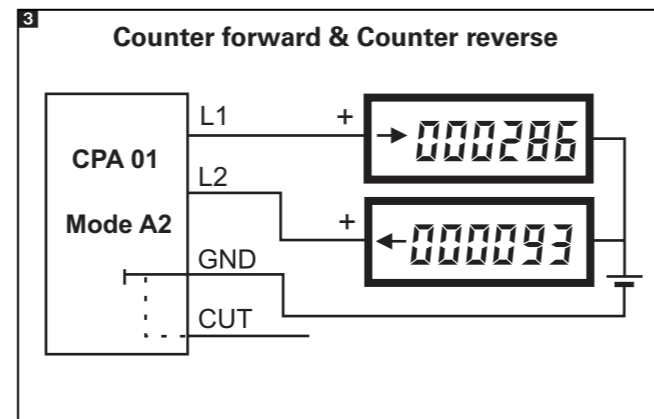 3
Counter forward & Counter reverse
CPA 01
Mode A2
L1
+
000286
L2
+
000093
GND
CUT